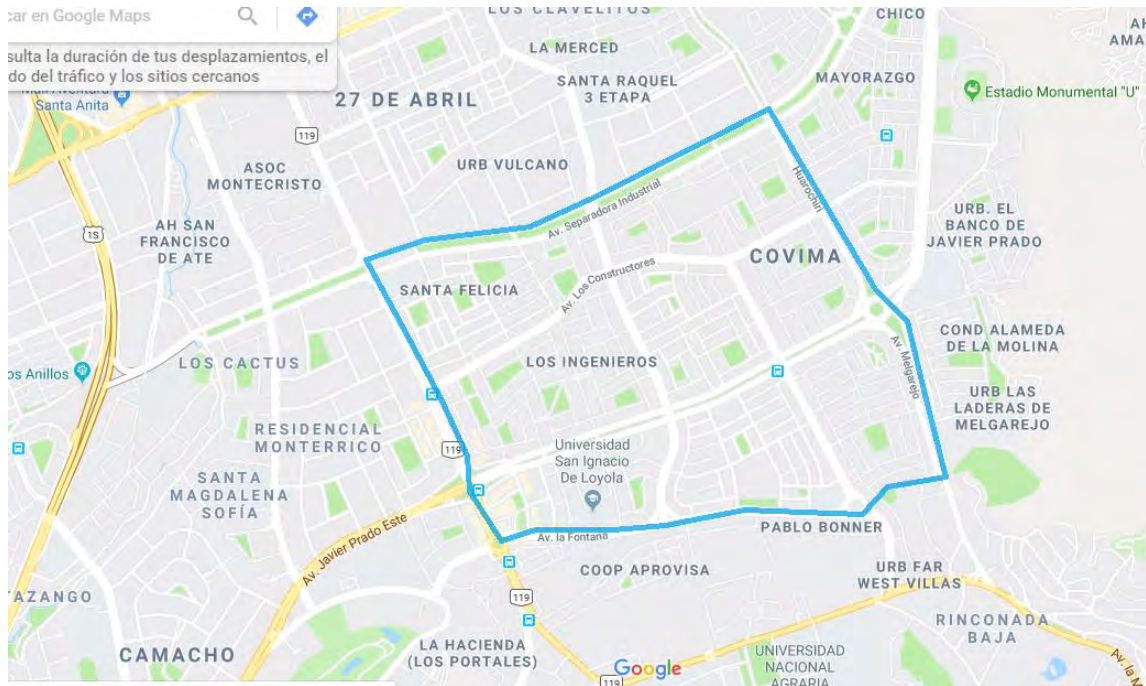 car en Google Maps
sulta la duración de tus desplazamientos, el
do del tráfico y los sitios cercanos
LOS CLAVELITOS
CHICO
LA MERCED
AMA
SANTA RAQUEL
3 ETAPA
MAYORAZGO
Estadio Monumental "U"
Mall Aventura
Santa Anita
27 DE ABRIL
119
URB VULCANO
ASOC
MONTECRISTO
Huarochiri
Av. Separadora Industrial
AH SAN
FRANCISCO
DE ATE
1S
URB. EL
BANCO DE
JAVIER PRADO
COVIMA
Av. Los Constructores
SANTA FELICIA
COND ALAMEDA
DE LA MOLINA
Av. Melgarejo
LOS CACTUS
LOS INGENIEROS
os Anillos
URB LAS
LADERAS DE
MELGAREJO
RESIDENCIAL
MONTERRICO
119
Universidad
San Ignacio
De Loyola
SANTA
MAGDALENA
SOFÍA
PABLO BONNER
Av. la Fontana
Av. Javier Prado Este
COOP APROVISA
URB FAR
WEST VILLAS
AZANGO
119
RINCONADA
BAJA
CAMACHO
LA HACIENDA
(LOS PORTALES)
Google
UNIVERSIDAD
NACIONAL
AGRARIA
119
Av. la M